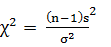 χ² = (n-1)s² / σ²